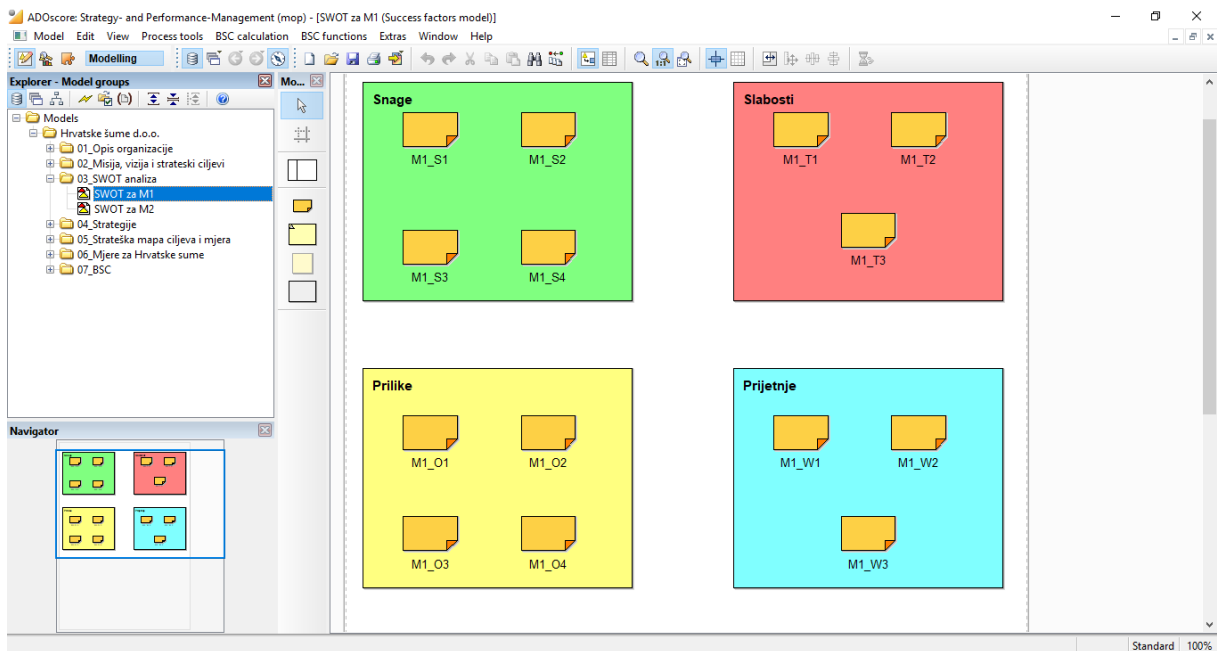 ADOscore: Strategy- and Performance-Management (mop) - [SWOT za M1 (Success factors model)]
Model Edit View Process tools BSC calculation BSC functions Extras Window Help
Modelling
Explorer - Model groups
Models
Hrvatske šume d.o.o.
01_Opis organizacije
02_Misija, vizija i strateski ciljevi
03_SWOT analiza
SWOT za M1
SWOT za M2
04_Strategije
05_Strateška mapa ciljeva i mjera
06_Mjere za Hrvatske sume
07_BSC
Navigator
Mo...
Snage
M1_S1 M1_S2
M1_S3 M1_S4
Slabosti
M1_T1 M1_T2
M1_T3
Prilike
M1_O1 M1_O2
M1_O3 M1_O4
Prijetnje
M1_W1 M1_W2
M1_W3
Standard 100%